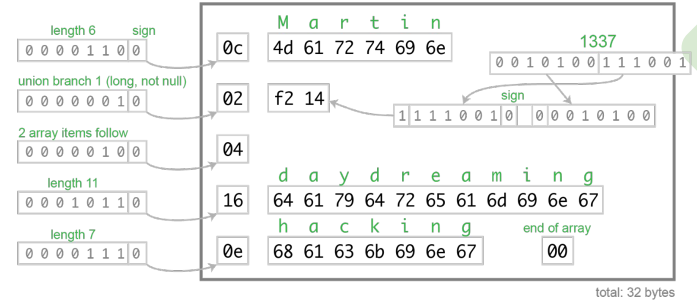 length 6 sign
0 0 0 0 1 1 0 0
0c
M a r t i n
4d 61 72 74 69 6e
union branch 1 (long, not null)
0 0 0 0 0 0 1 0
02
f2 14
1337
0 0 1 0 1 0 0 1 1 1 0 0 1
sign
1 1 1 1 0 0 1 0 0 0 0 1 0 1 0 0
2 array items follow
0 0 0 0 0 1 0 0
04
length 11
0 0 0 1 0 1 1 0
16
d a y d r e a m i n g
64 61 79 64 72 65 61 6d 69 6e 67
length 7
0 0 0 0 1 1 1 0
0e
h a c k i n g
68 61 63 6b 69 6e 67
end of array
00
total: 32 bytes